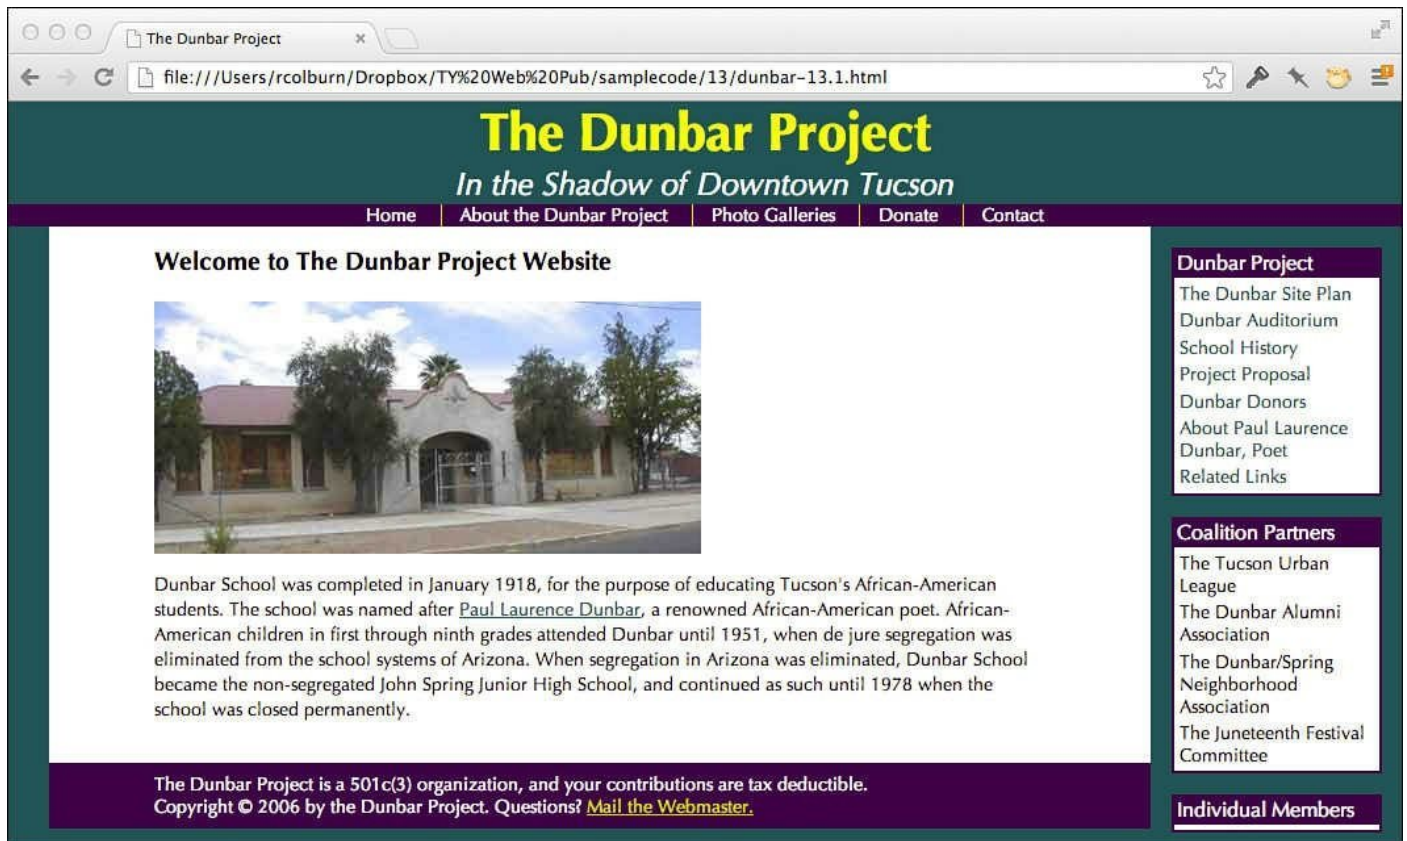 The Dunbar Project
file:///Users/rcolburn/Dropbox/TY%20Web%20Pub/samplecode/13/dunbar-13.1.html
The Dunbar Project
In the Shadow of Downtown Tucson
Home About the Dunbar Project Photo Galleries Donate Contact
Welcome to The Dunbar Project Website
Dunbar School was completed in January 1918, for the purpose of educating Tucson's African-American
students. The school was named after Paul Laurence Dunbar, a renowned African-American poet. African-
American children in first through ninth grades attended Dunbar until 1951, when de jure segregation was
eliminated from the school systems of Arizona. When segregation in Arizona was eliminated, Dunbar School
became the non-segregated John Spring Junior High School, and continued as such until 1978 when the
school was closed permanently.
The Dunbar Project is a 501c(3) organization, and your contributions are tax deductible.
Copyright © 2006 by the Dunbar Project. Questions? Mail the Webmaster.
Dunbar Project
The Dunbar Site Plan
Dunbar Auditorium
School History
Project Proposal
Dunbar Donors
About Paul Laurence
Dunbar, Poet
Related Links
Coalition Partners
The Tucson Urban
League
The Dunbar Alumni
Association
The Dunbar/Spring
Neighborhood
Association
The Juneteenth Festival
Committee
Individual Members